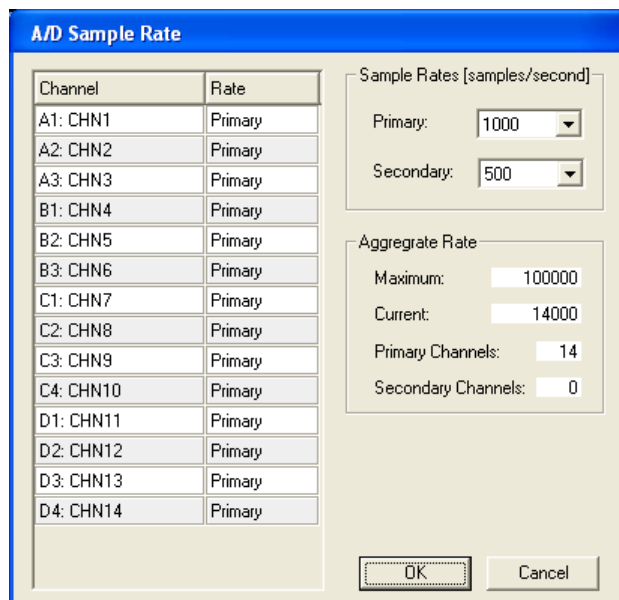 A/D Sample Rate
Channel Rate
A1: CHN1 Primary
A2: CHN2 Primary
A3: CHN3 Primary
B1: CHN4 Primary
B2: CHN5 Primary
B3: CHN6 Primary
C1: CHN7 Primary
C2: CHN8 Primary
C3: CHN9 Primary
C4: CHN10 Primary
D1: CHN11 Primary
D2: CHN12 Primary
D3: CHN13 Primary
D4: CHN14 Primary
Sample Rates [samples/second]
Primary: 1000
Secondary: 500
Aggregrate Rate
Maximum: 100000
Current: 14000
Primary Channels: 14
Secondary Channels: 0
OK Cancel